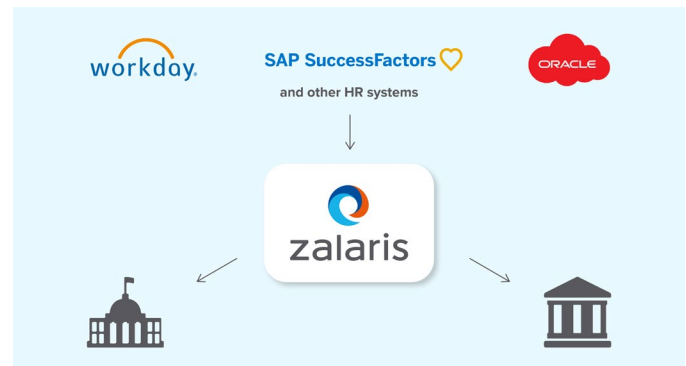 workday.
SAP SuccessFactors
ORACLE
and other HR systems
zalaris